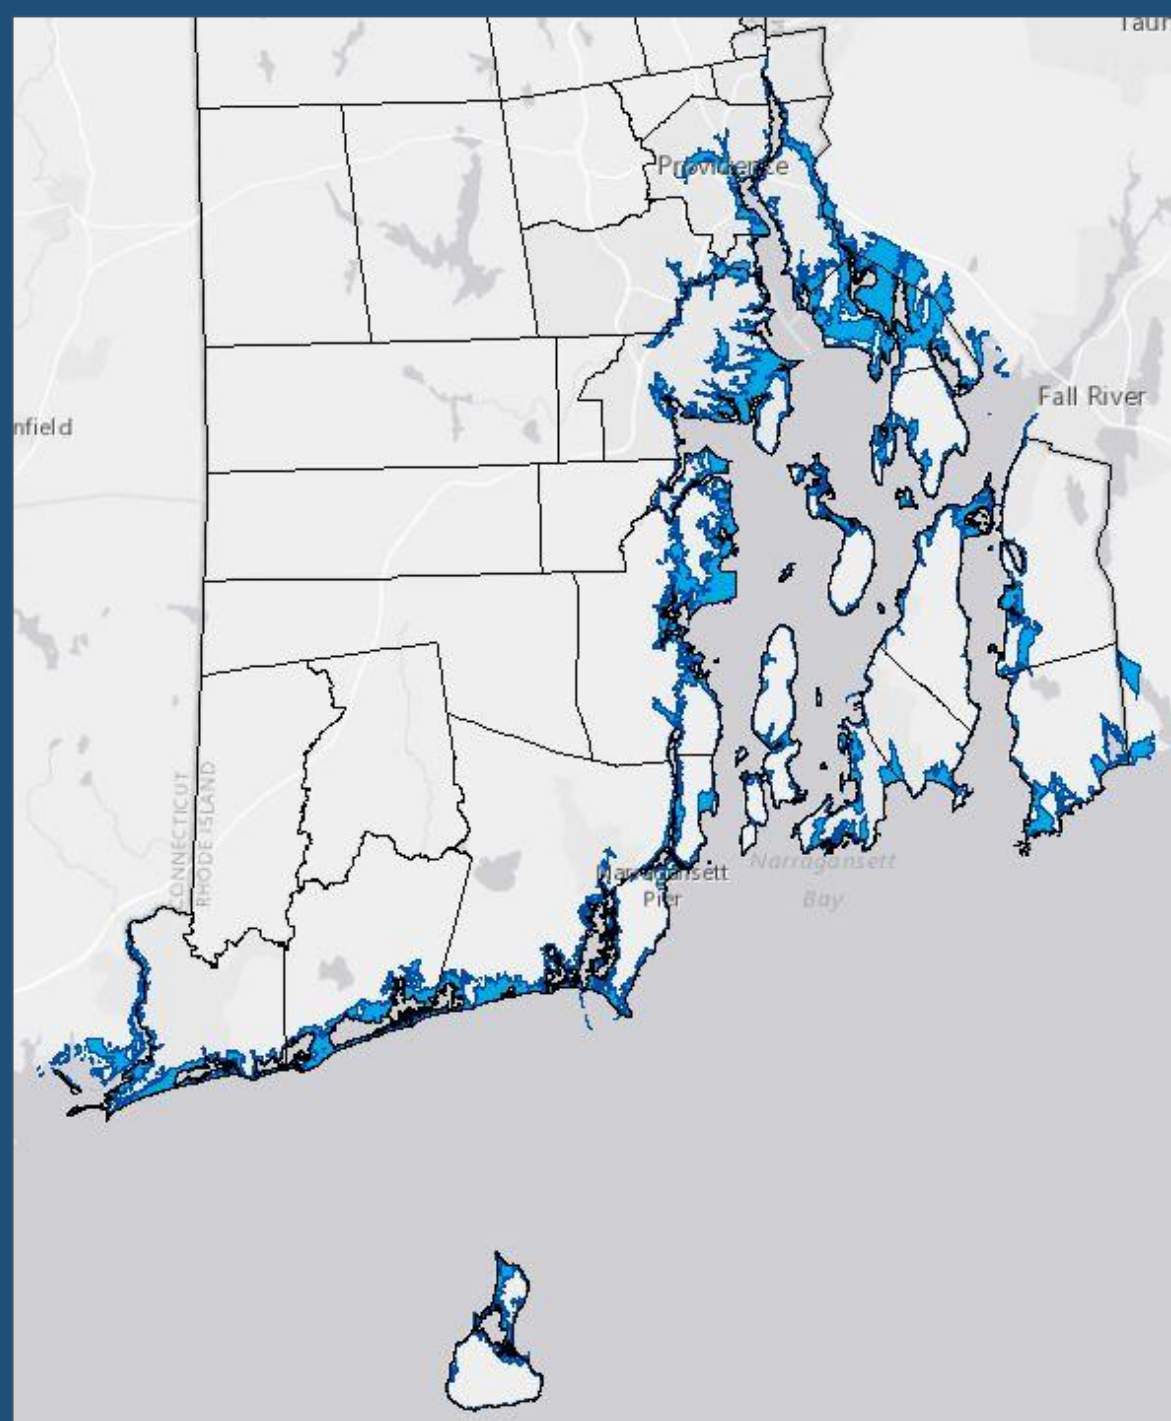 Providence
Fall River
nfield
CONNECTICUT
RHODE ISLAND
Narragansett
Pier
Narragansett
Bay